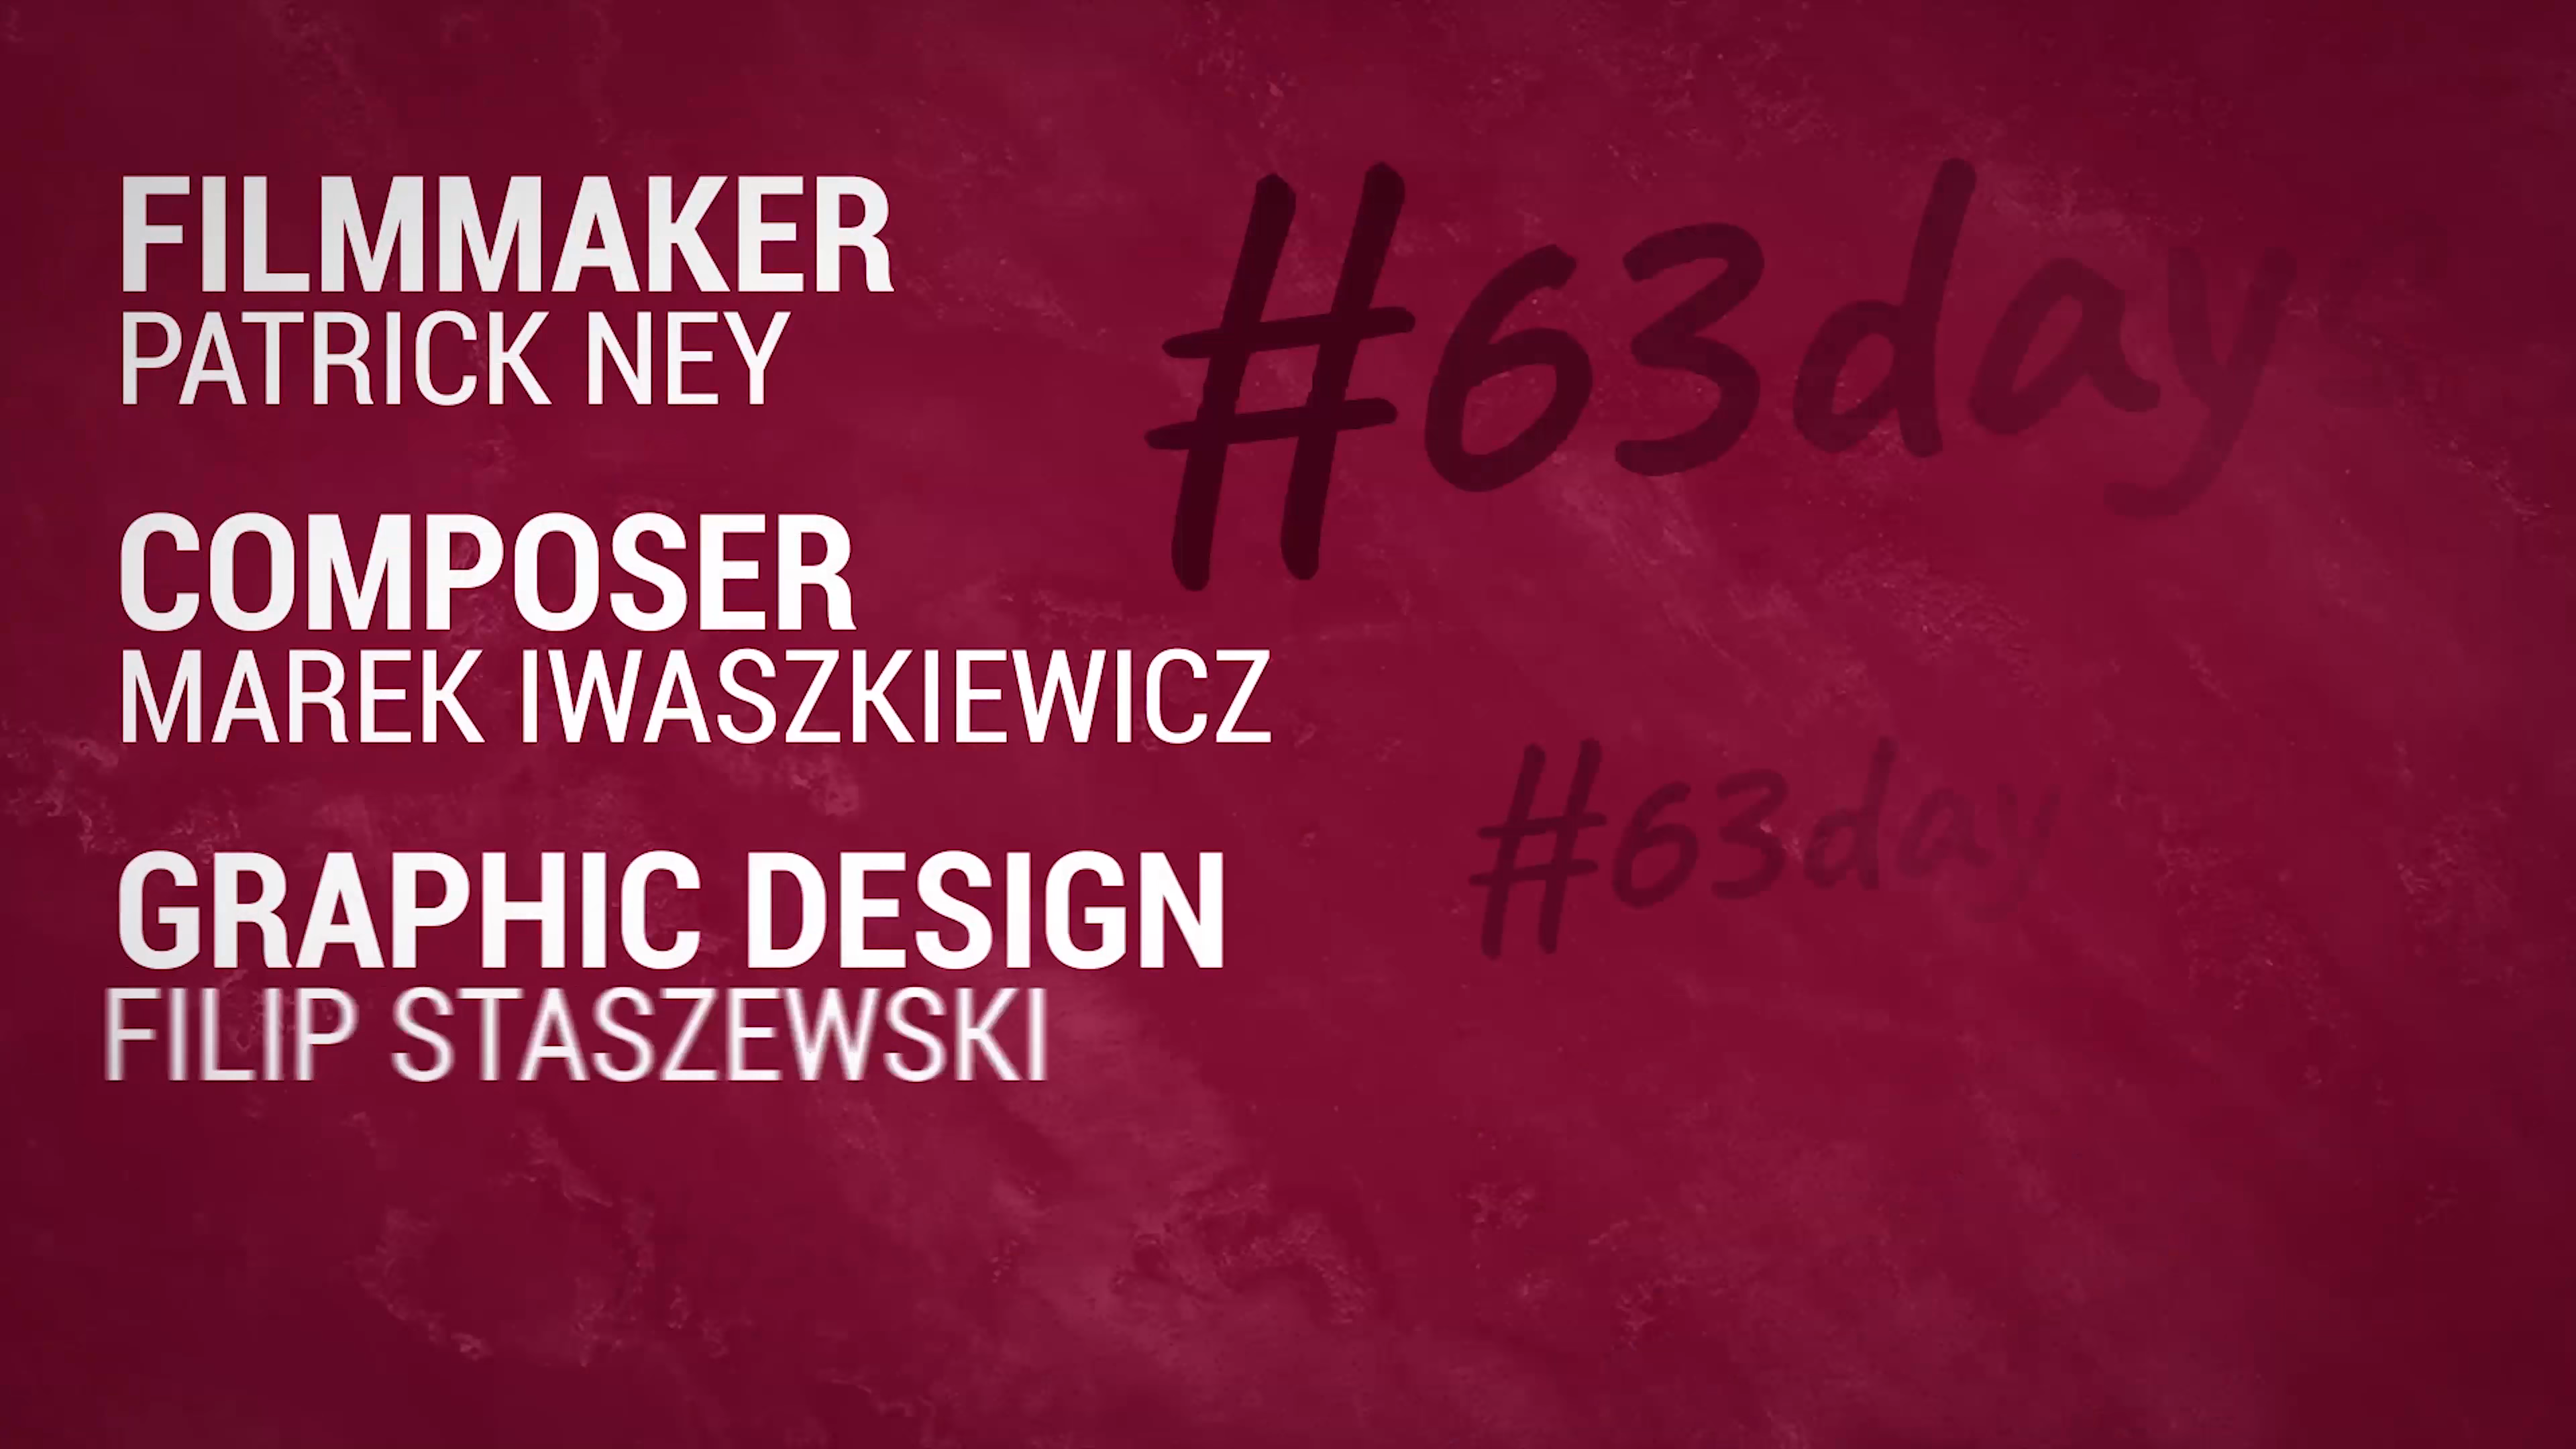 FILMMAKER
PATRICK NEY
COMPOSER
MAREK IWASZKIEWICZ
GRAPHIC DESIGN
FILIP STASZEWSKI
#63day
#63day